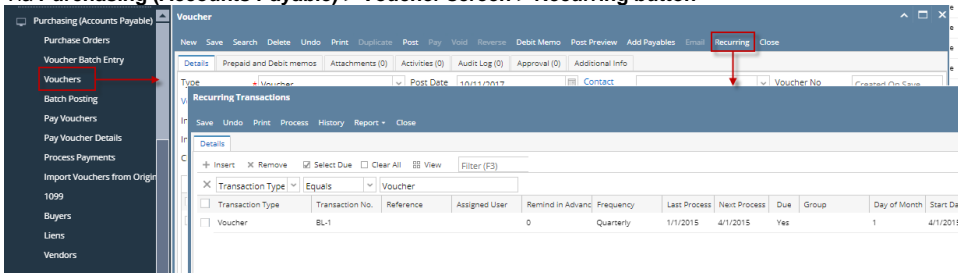 Via Purchasing (Accounts Payable) > Voucher Screen > Recurring button
Purchasing (Accounts Payable)
Purchase Orders
Voucher Batch Entry
Vouchers
Batch Posting
Pay Vouchers
Pay Voucher Details
Process Payments
Import Vouchers from Origin
1099
Buyers
Liens
Vendors
Voucher
New Save Search Delete Undo Print Duplicate Post Pay Void Reverse Debit Memo Post Preview Add Payables Email Recurring Close
Details Prepaid and Debit memos Attachments (0) Activities (0) Audit Log (0) Approval (0) Additional Info
Type * Voucher Post Date 10/11/2017 Contact Voucher No Created On Save
Recurring Transactions
Save Undo Print Process History Report Close
Details
Insert Remove Select Due Clear All View Filter (F3)
Transaction Type Equals Voucher
Transaction Type Transaction No. Reference Assigned User Remind in Advanc Frequency Last Process Next Process Due Group Day of Month Start Da
Voucher BL-1 0 Quarterly 1/1/2015 4/1/2015 Yes 1 4/1/2015